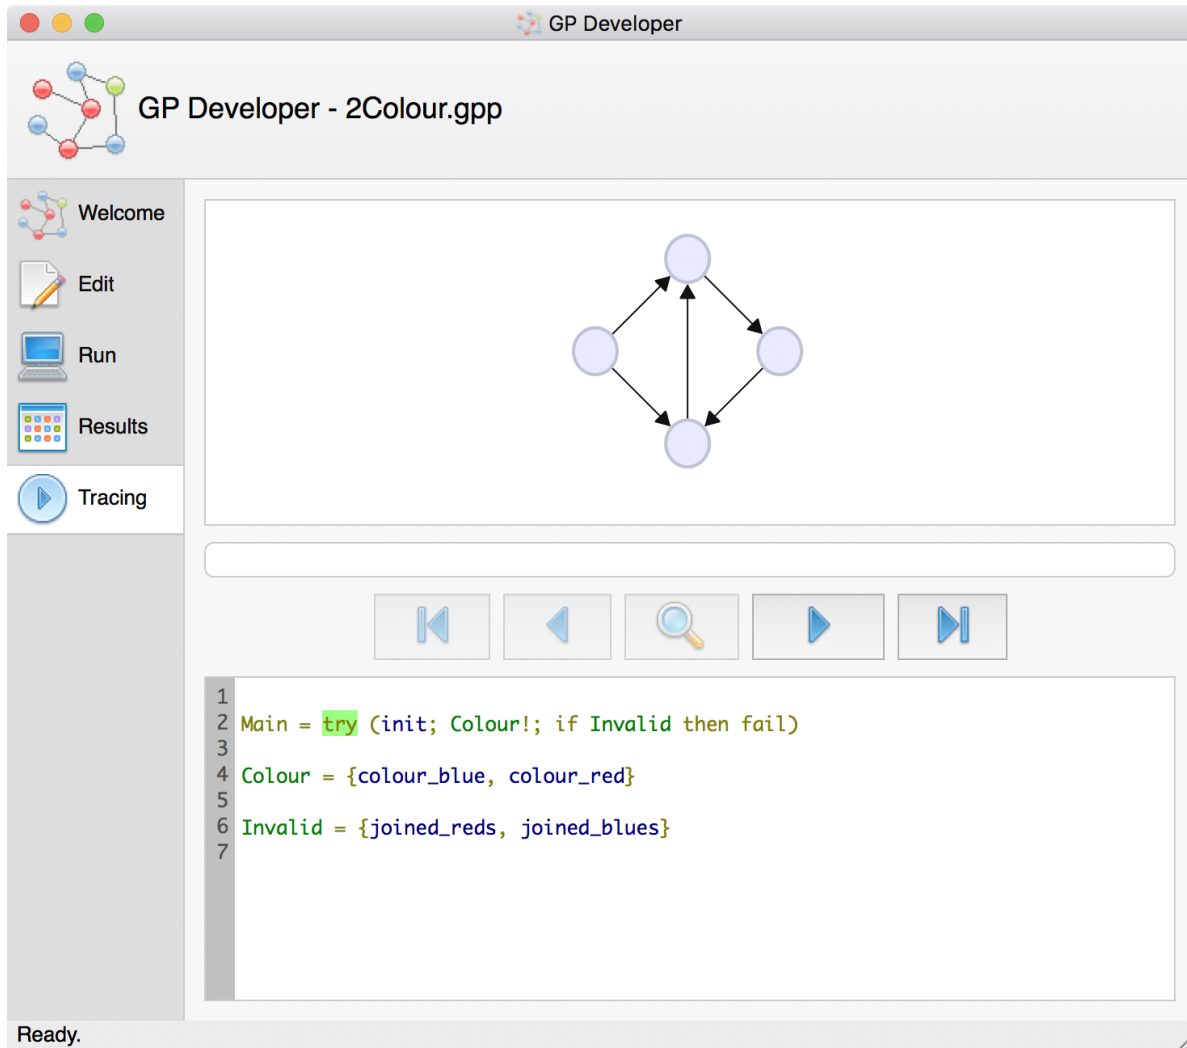 GP Developer
GP Developer - 2Colour.gpp
Welcome
Edit
Run
Results
Tracing
1
2 Main = try (init; Colour!; if Invalid then fail)
3
4 Colour = {colour_blue, colour_red}
5
6 Invalid = {joined_reds, joined_blues}
7
Ready.